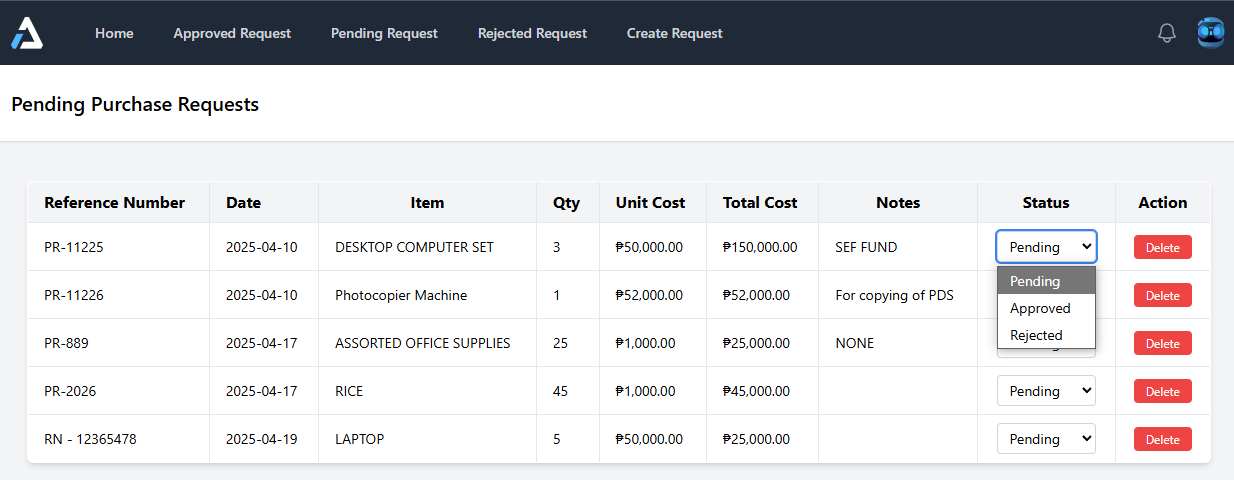 Home Approved Request Pending Request Rejected Request Create Request
Pending Purchase Requests
Reference Number Date Item Qty Unit Cost Total Cost Notes Status Action
PR-11225 2025-04-10 DESKTOP COMPUTER SET 3 ₱50,000.00 ₱150,000.00 SEF FUND Pending Delete
Pending
PR-11226 2025-04-10 Photocopier Machine 1 ₱52,000.00 ₱52,000.00 For copying of PDS Approved Delete
Rejected
PR-889 2025-04-17 ASSORTED OFFICE SUPPLIES 25 ₱1,000.00 ₱25,000.00 NONE Delete
PR-2026 2025-04-17 RICE 45 ₱1,000.00 ₱45,000.00 Pending Delete
RN - 12365478 2025-04-19 LAPTOP 5 ₱50,000.00 ₱25,000.00 Pending Delete